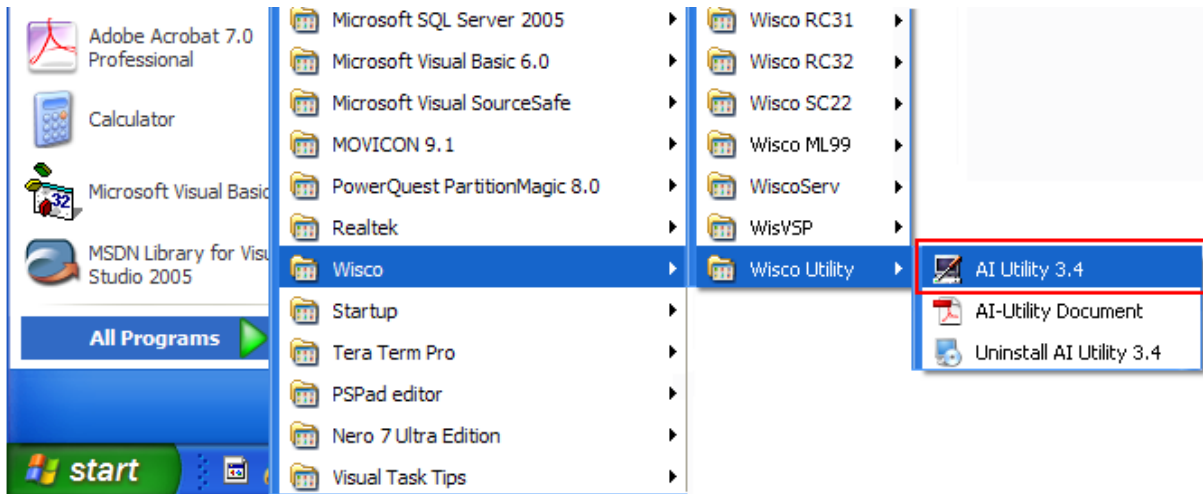 Adobe Acrobat 7.0
Professional
Calculator
Microsoft Visual Basic
MSDN Library for Visu
Studio 2005
All Programs
start
Microsoft SQL Server 2005
Microsoft Visual Basic 6.0
Microsoft Visual SourceSafe
MOVICON 9.1
PowerQuest PartitionMagic 8.0
Realtek
Wisco
Startup
Tera Term Pro
PSPad editor
Nero 7 Ultra Edition
Visual Task Tips
Wisco RC31
Wisco RC32
Wisco SC22
Wisco ML99
WiscoServ
WisVSP
Wisco Utility
AI Utility 3.4
AI-Utility Document
Uninstall AI Utility 3.4